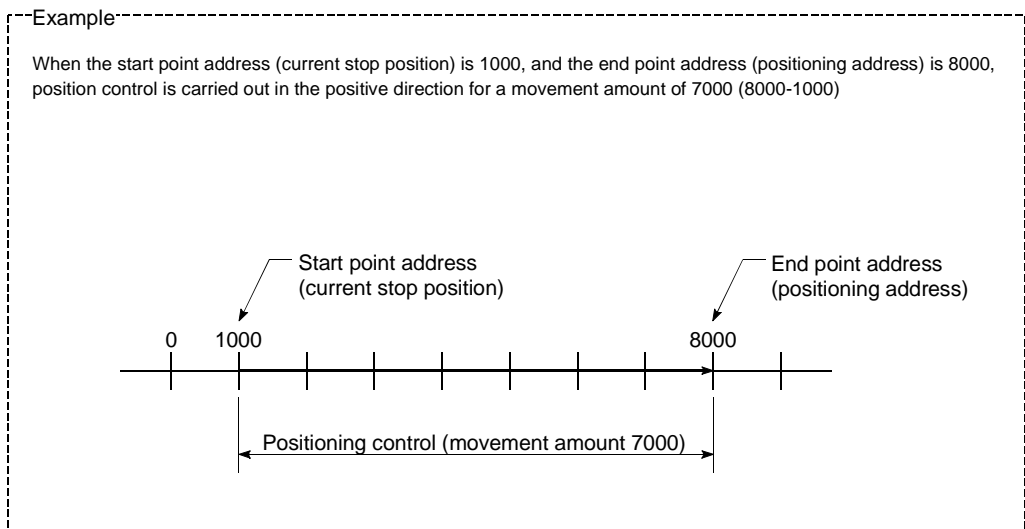 Example
When the start point address (current stop position) is 1000, and the end point address (positioning address) is 8000,
position control is carried out in the positive direction for a movement amount of 7000 (8000-1000)
Start point address
(current stop position)
End point address
(positioning address)
0 1000 8000
Positioning control (movement amount 7000)